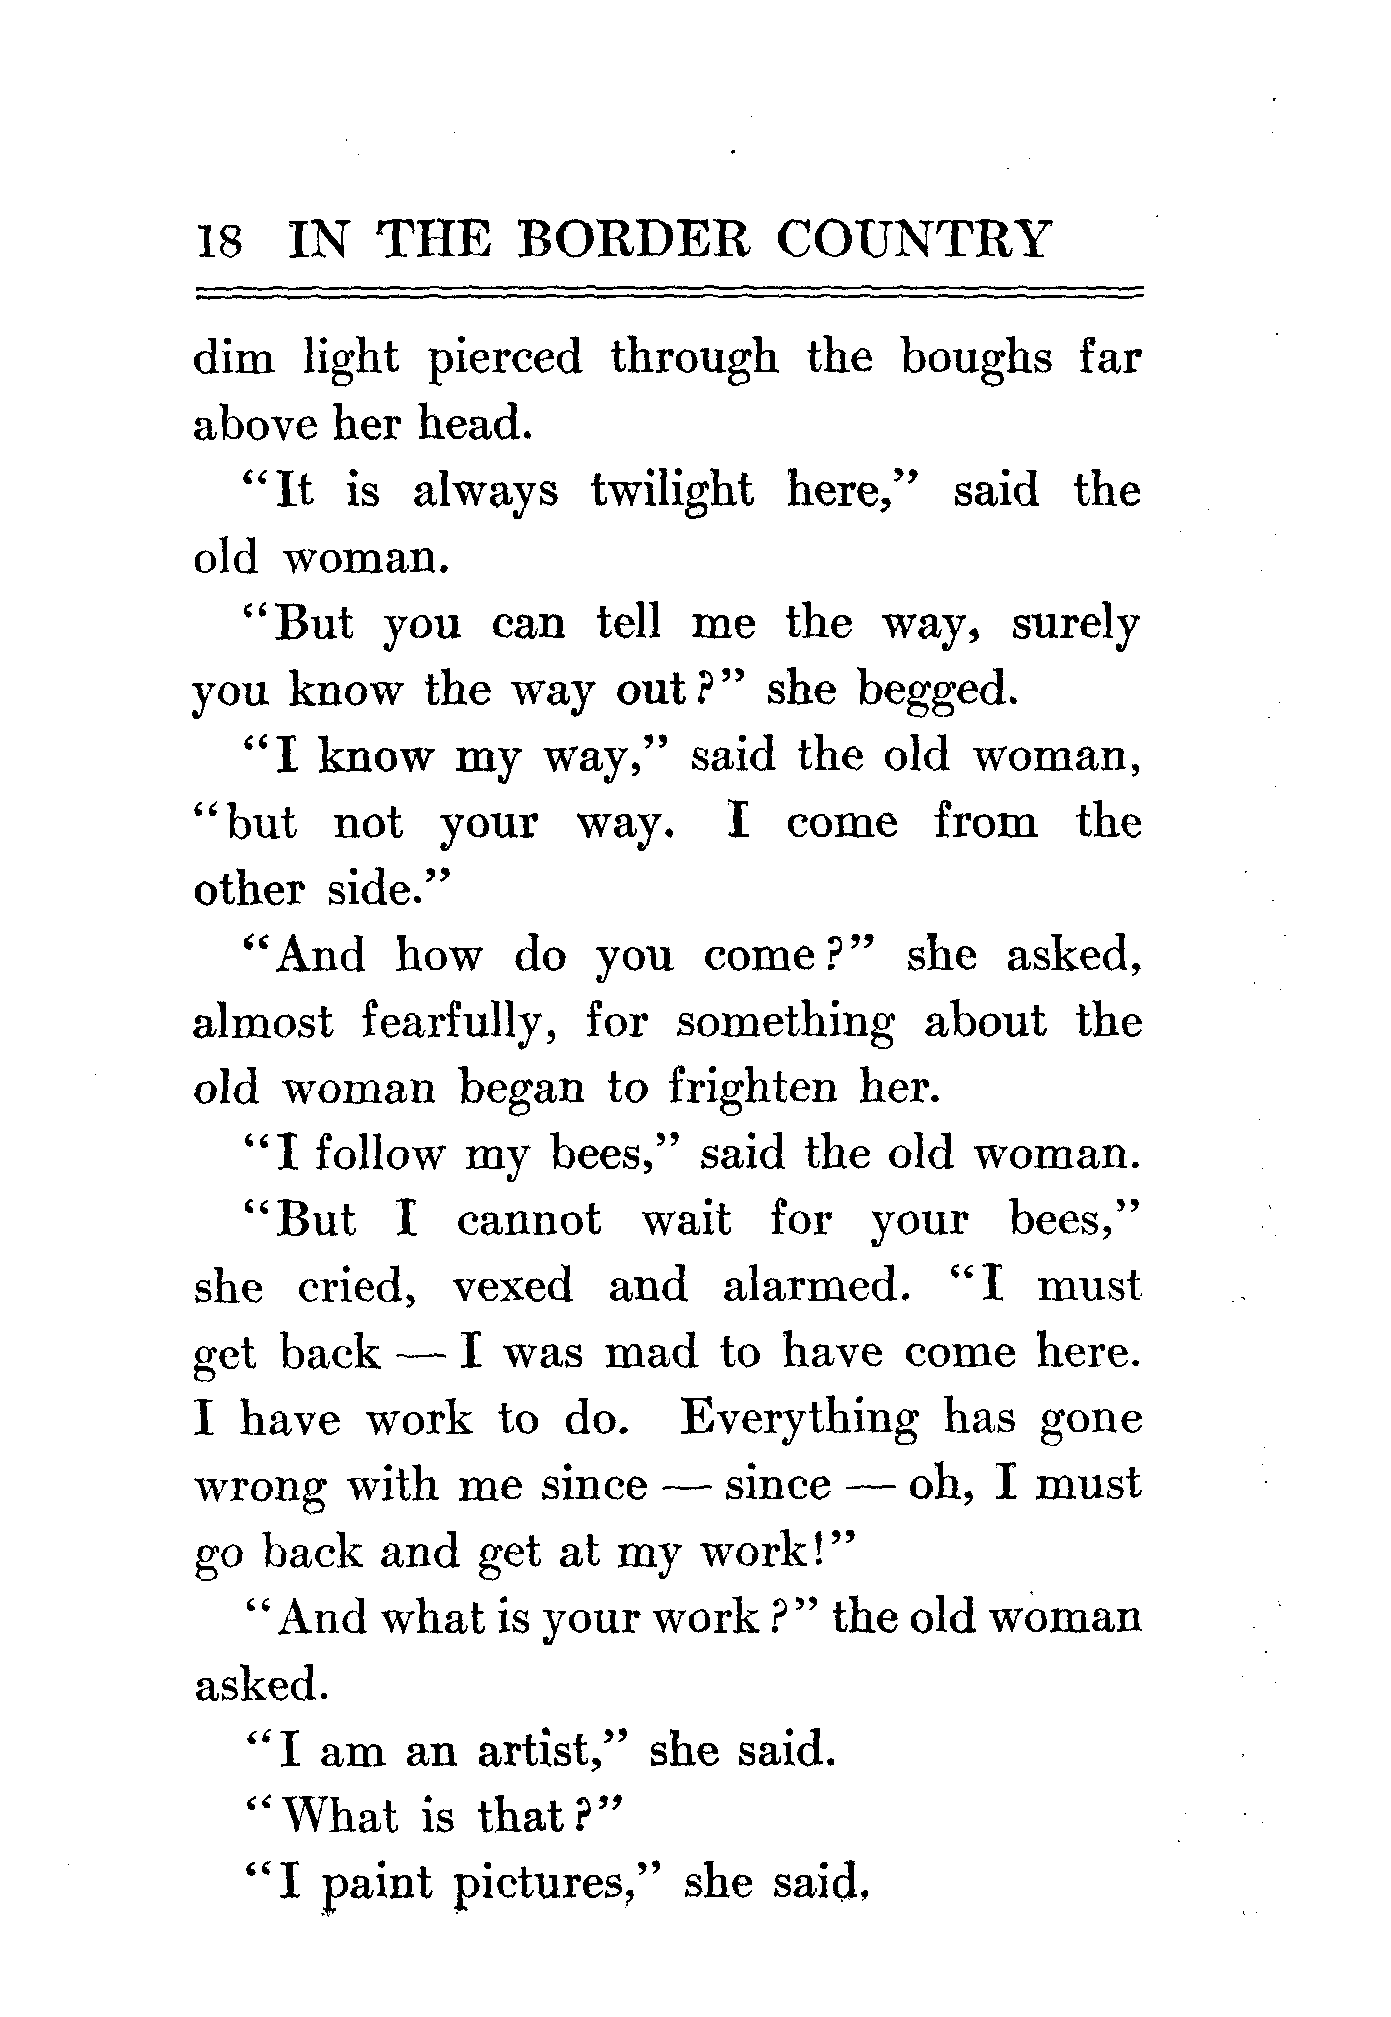 18 IN THE BORDER COUNTRY
dim light pierced through the boughs far
above her head.
“It is always twilight here,” said the
old woman.
“But you can tell me the way, surely
you know the way out?” she begged.
“I know my way,” said the old woman,
“but not your way. I come from the
other side.”
“And how do you come?” she asked,
almost fearfully, for something about the
old woman began to frighten her.
“I follow my bees,” said the old woman.
“But I cannot wait for your bees,”
she cried, vexed and alarmed. “I must
get back — I was mad to have come here.
I have work to do. Everything has gone
wrong with me since — since — oh, I must
go back and get at my work!”
“And what is your work?” the old woman
asked.
“I am an artist,” she said.
“What is that?”
“I paint pictures,” she said.